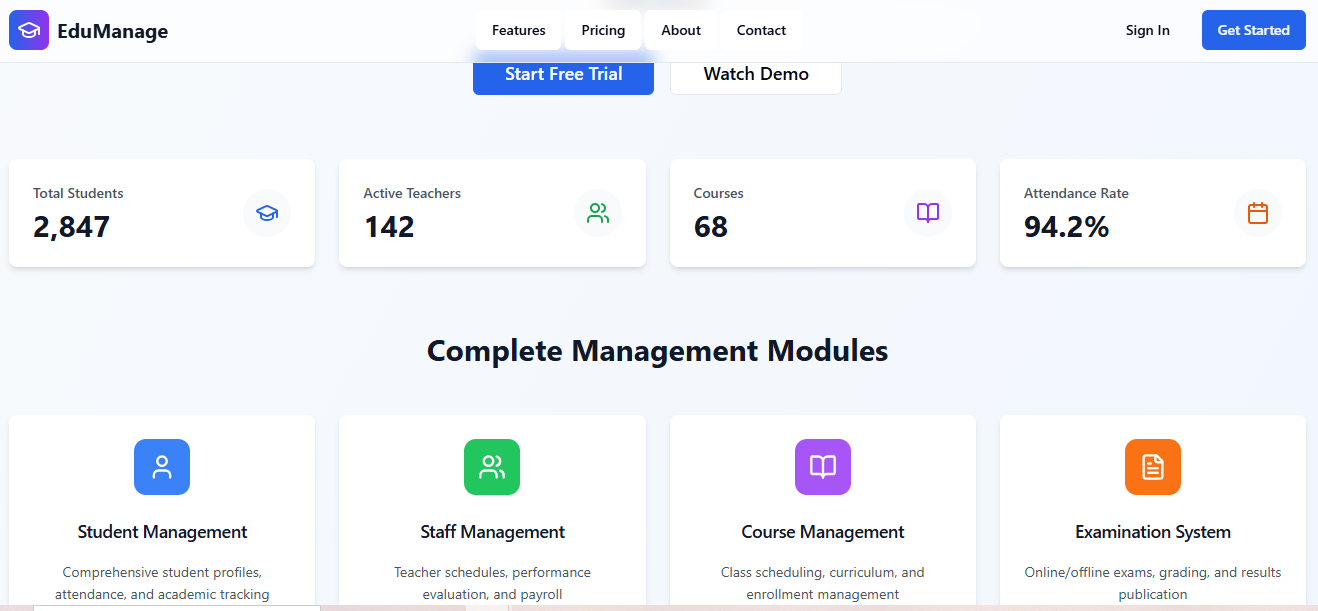 EduManage
Features
Pricing
About
Contact
Sign In
Get Started
Start Free Trial
Watch Demo
Total Students
2,847
Active Teachers
142
Courses
68
Attendance Rate
94.2%
Complete Management Modules
Student Management
Comprehensive student profiles,
attendance, and academic tracking
Staff Management
Teacher schedules, performance
evaluation, and payroll
Course Management
Class scheduling, curriculum, and
enrollment management
Examination System
Online/offline exams, grading, and results
publication